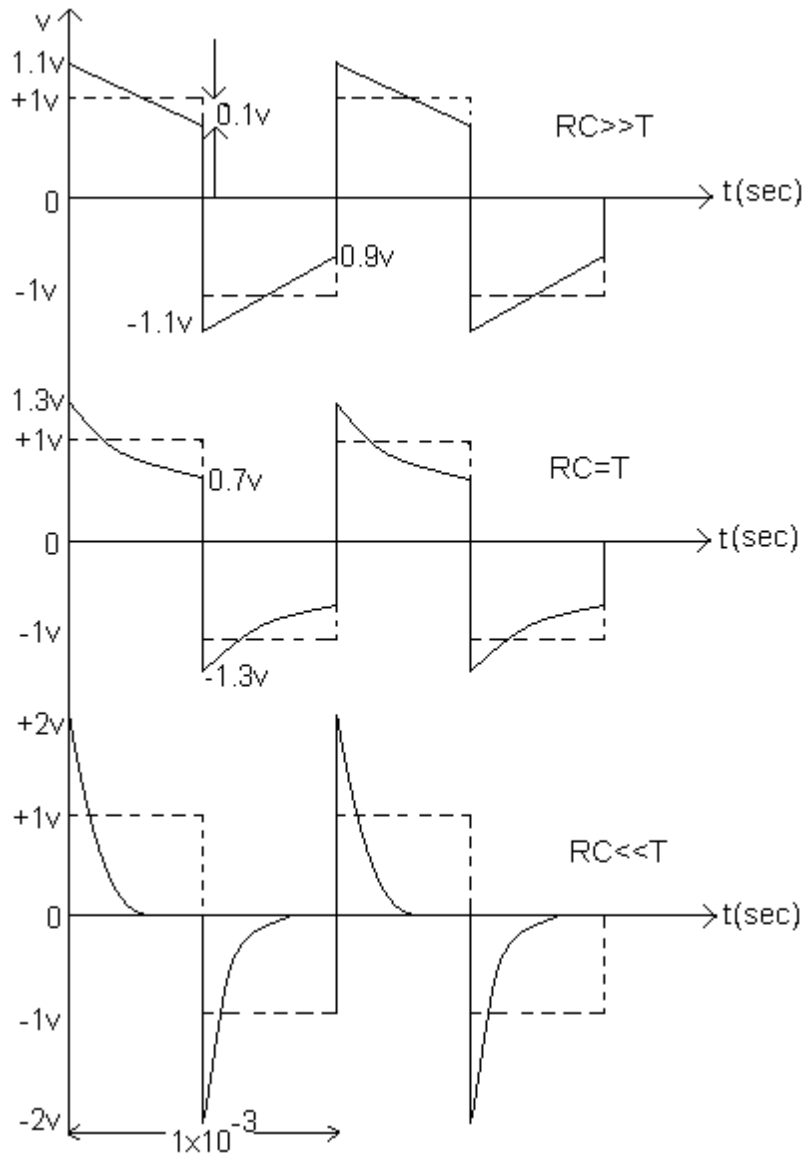 v
1.1v
+1v
0.1v
RC>>T
0
t(sec)
0.9v
-1v
-1.1v
1.3v
+1v
0.7v
RC=T
0
t(sec)
-1v
-1.3v
+2v
+1v
RC<<T
0
t(sec)
-1v
-2v
1x10-3